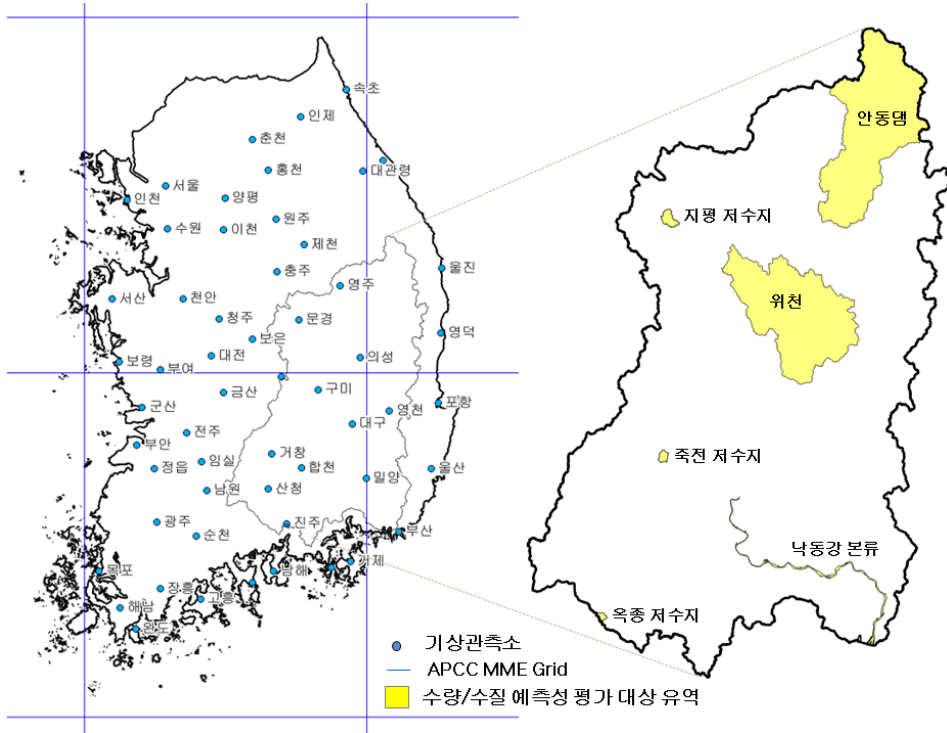 속초
인제
춘천
홍천
대관령
서울
양평
인천
원주
수원
이천
제천
충주
울진
영주
서산
천안
청주
문경
영덕
보은
대전
의성
보령
부여
금산
구미
포항
군산
영천
대구
전주
부안
거창
임실
정읍
합천
울산
밀양
남원
산청
광주
진주
순천
부산
거제
목포
남해
장흥
고흥
해남
완도
기상관측소
APCC MME Grid
수량/수질 예측성 평가 대상 유역
안동댐
지평 저수지
위천
죽전 저수지
낙동강 본류
옥종 저수지